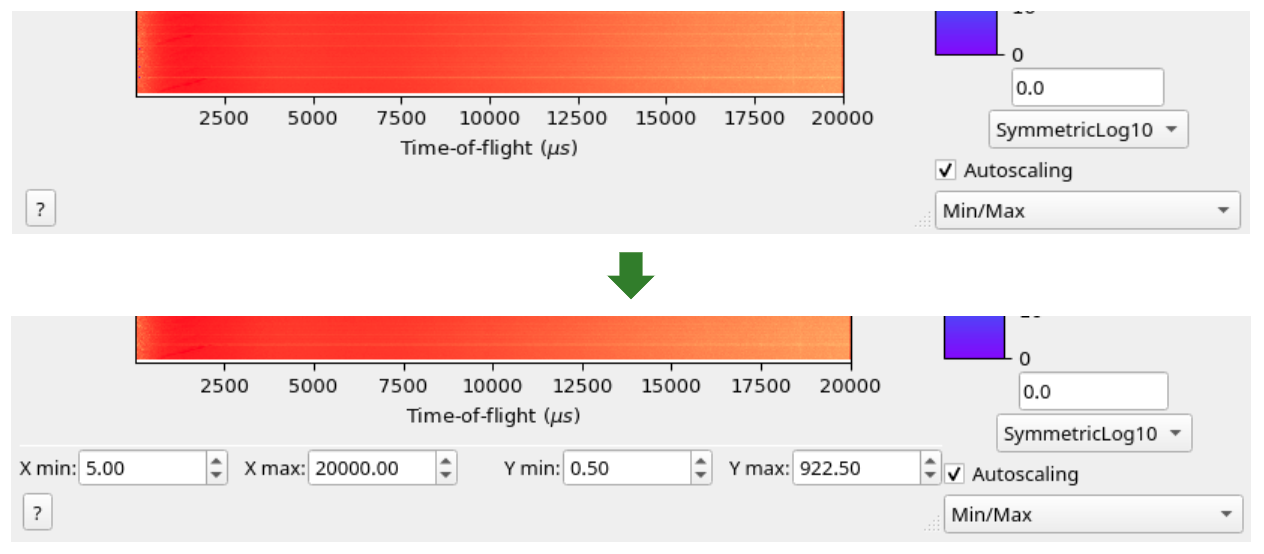 0
0.0
2500 5000 7500 10000 12500 15000 17500 20000
SymmetricLog10
Time-of-flight (μs)
Autoscaling
?
Min/Max
0
2500 5000 7500 10000 12500 15000 17500 20000
0.0
Time-of-flight (μs)
SymmetricLog10
X min: 5.00 X max: 20000.00 Y min: 0.50 Y max: 922.50
Autoscaling
?
Min/Max